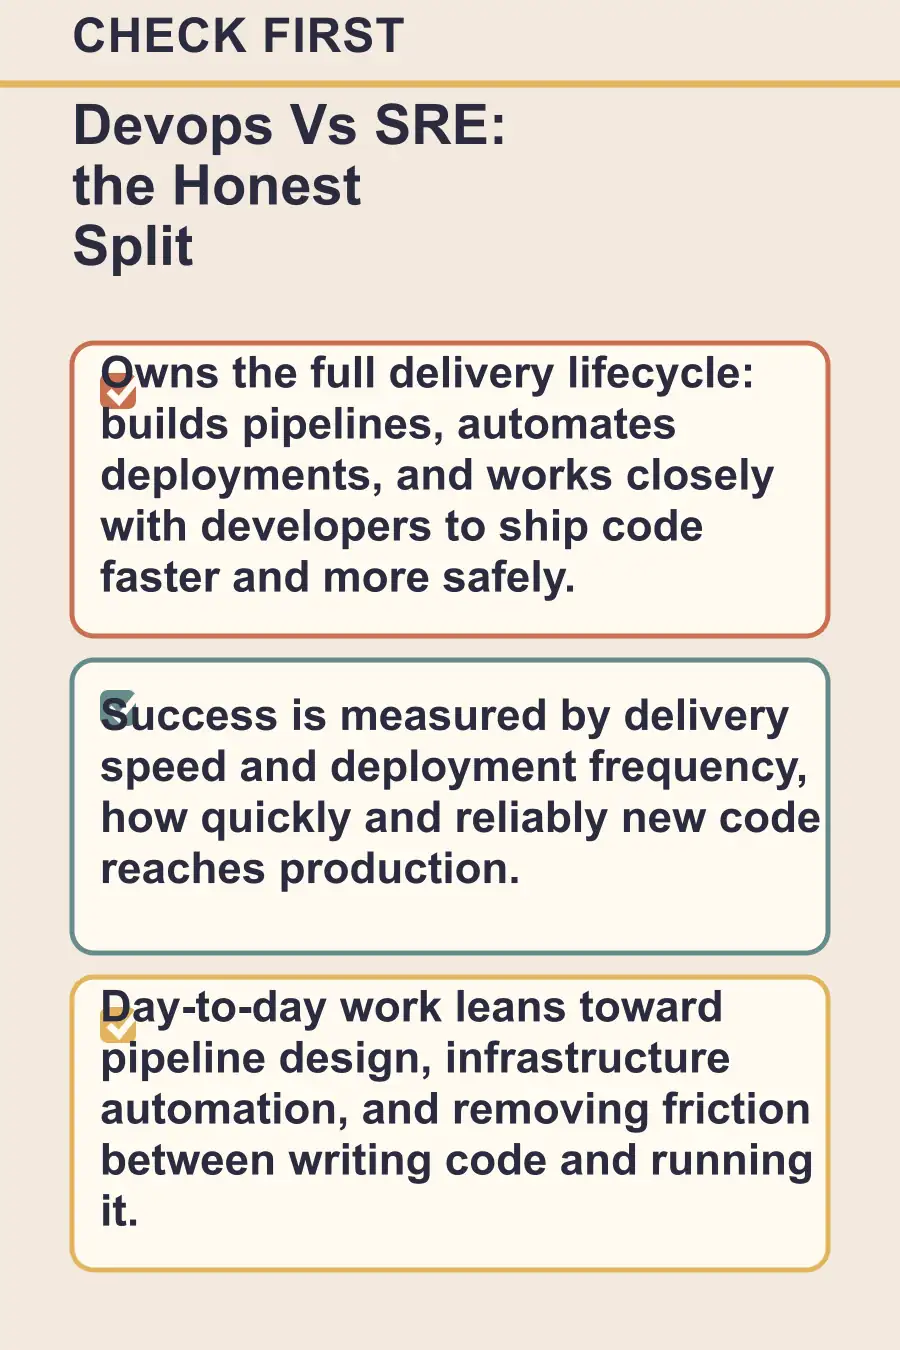 CHECK FIRST
Devops Vs SRE:
the Honest
Split
Owns the full delivery lifecycle:
builds pipelines, automates
deployments, and works closely
with developers to ship code
faster and more safely.
Success is measured by delivery
speed and deployment frequency,
how quickly and reliably new code
reaches production.
Day-to-day work leans toward
pipeline design, infrastructure
automation, and removing friction
between writing code and running
it.